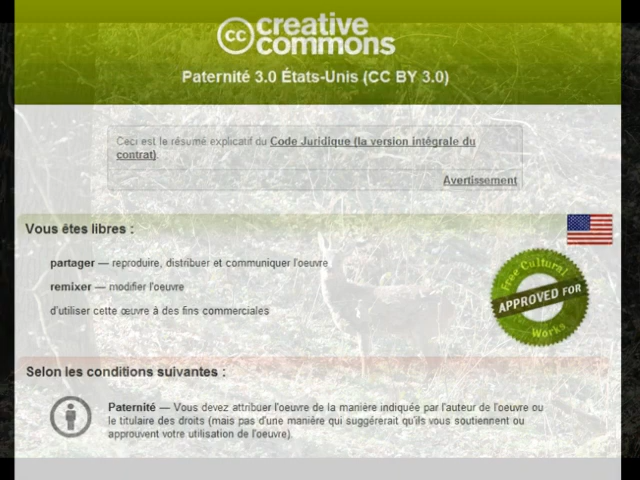 cc creative commons
Paternité 3.0 États-Unis (CC BY 3.0)
Ceci est le résumé explicatif du Code Juridique (la version intégrale du
contrat).
Avertissement
Vous êtes libres :
partager — reproduire, distribuer et communiquer l'oeuvre
remixer — modifier l'oeuvre
d'utiliser cette œuvre à des fins commerciales
Free Cultural
APPROVED FOR
Works
Selon les conditions suivantes :
Paternité — Vous devez attribuer l'oeuvre de la manière indiquée par l'auteur de l'oeuvre ou
le titulaire des droits (mais pas d'une manière qui suggérerait qu'ils vous soutiennent ou
approuvent votre utilisation de l'oeuvre).